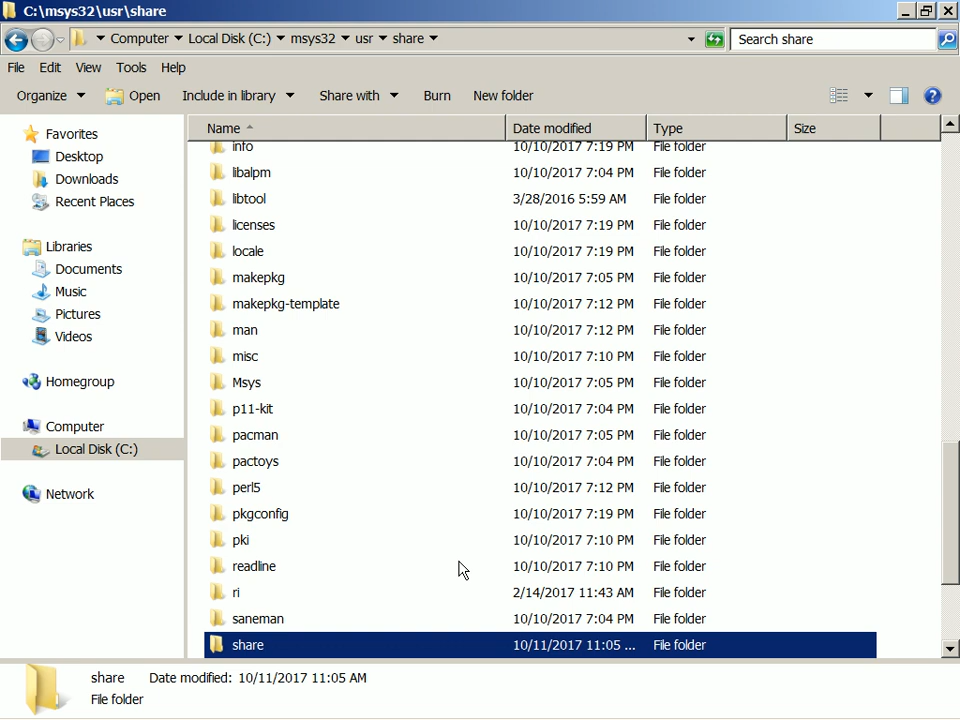 C:\msys32\usr\share
Computer Local Disk (C:) msys32 usr share
Search share
File Edit View Tools Help
Organize Open Include in library Share with Burn New folder
Favorites
Desktop
Downloads
Recent Places
Libraries
Documents
Music
Pictures
Videos
Homegroup
Computer
Local Disk (C:)
Network
Name Date modified Type Size
info 10/10/2017 7:19 PM File folder
libalpm 10/10/2017 7:04 PM File folder
libtool 3/28/2016 5:59 AM File folder
licenses 10/10/2017 7:19 PM File folder
locale 10/10/2017 7:19 PM File folder
makepkg 10/10/2017 7:05 PM File folder
makepkg-template 10/10/2017 7:12 PM File folder
man 10/10/2017 7:12 PM File folder
misc 10/10/2017 7:10 PM File folder
Msys 10/10/2017 7:05 PM File folder
p11-kit 10/10/2017 7:04 PM File folder
pacman 10/10/2017 7:05 PM File folder
pactoys 10/10/2017 7:04 PM File folder
perl5 10/10/2017 7:12 PM File folder
pkgconfig 10/10/2017 7:19 PM File folder
pki 10/10/2017 7:10 PM File folder
readline 10/10/2017 7:10 PM File folder
ri 2/14/2017 11:43 AM File folder
saneman 10/10/2017 7:04 PM File folder
share 10/11/2017 11:05 ... File folder
share Date modified: 10/11/2017 11:05 AM
File folder